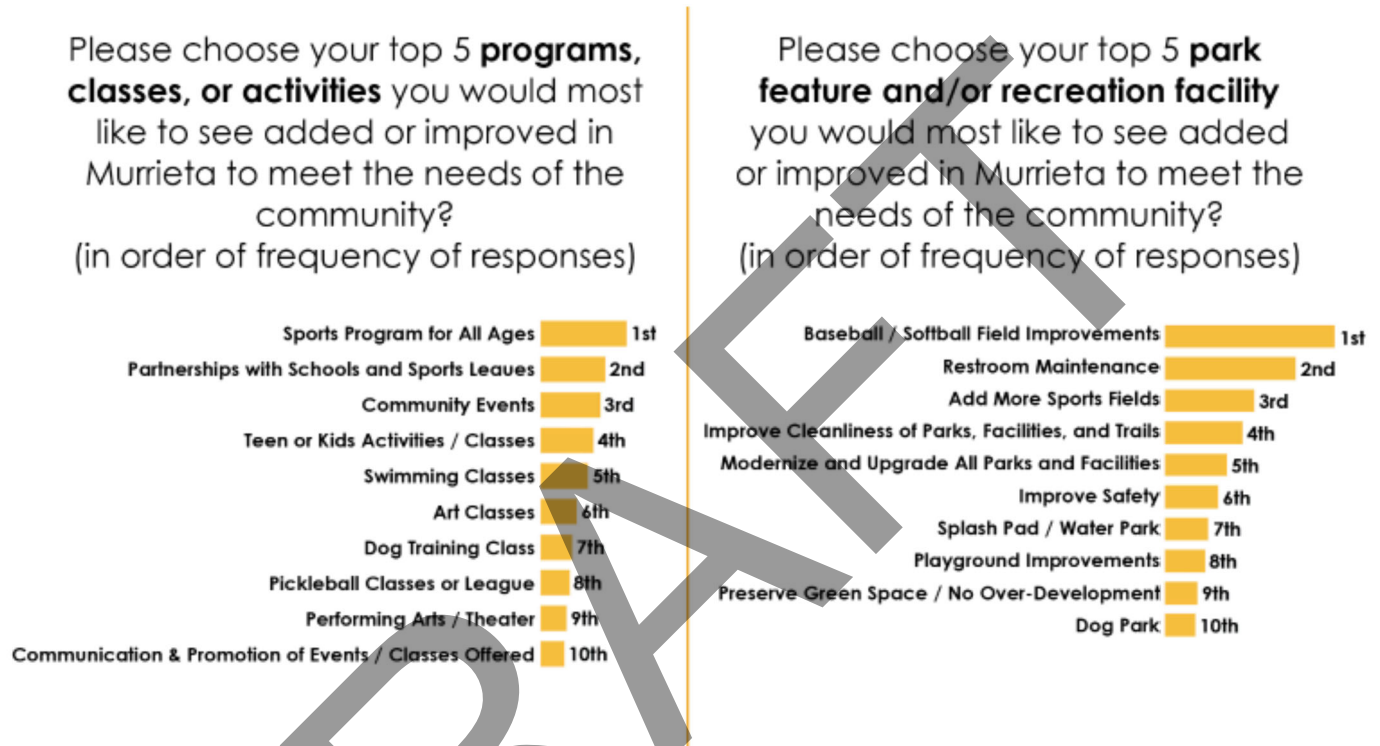 Please choose your top 5 programs,
classes, or activities you would most
like to see added or improved in
Murrieta to meet the needs of the
community?
(in order of frequency of responses)
Sports Program for All Ages 1st
Partnerships with Schools and Sports Leaues 2nd
Community Events 3rd
Teen or Kids Activities / Classes 4th
Swimming Classes 5th
Art Classes 6th
Dog Training Class 7th
Pickleball Classes or League 8th
Performing Arts / Theater 9th
Communication & Promotion of Events / Classes Offered 10th
Please choose your top 5 park
feature and/or recreation facility
you would most like to see added
or improved in Murrieta to meet the
needs of the community?
(in order of frequency of responses)
Baseball / Softball Field Improvements 1st
Restroom Maintenance 2nd
Add More Sports Fields 3rd
Improve Cleanliness of Parks, Facilities, and Trails 4th
Modernize and Upgrade All Parks and Facilities 5th
Improve Safety 6th
Splash Pad / Water Park 7th
Playground Improvements 8th
Preserve Green Space / No Over-Development 9th
Dog Park 10th
RAFT